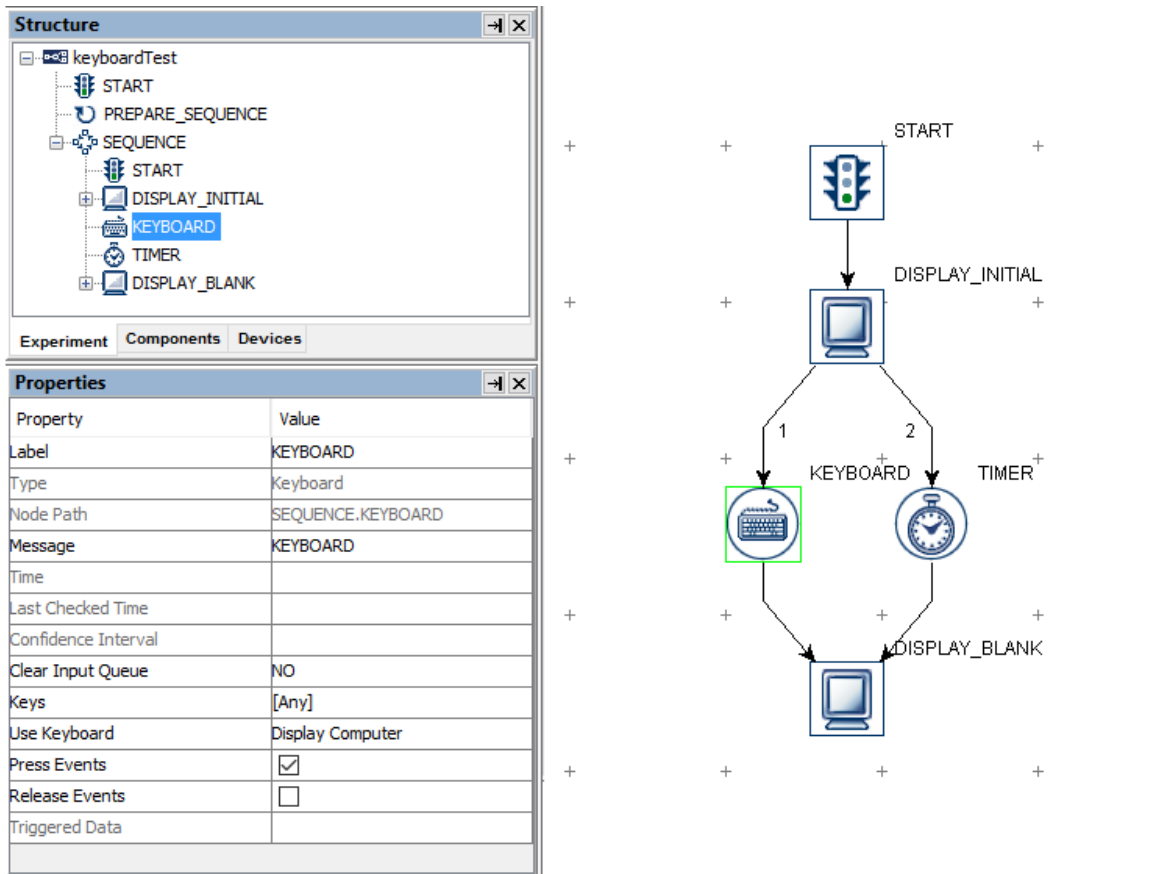 Structure
keyboardTest
START
PREPARE_SEQUENCE
SEQUENCE
START
DISPLAY_INITIAL
KEYBOARD
TIMER
DISPLAY_BLANK
Experiment Components Devices
Properties
Property Value
Label KEYBOARD
Type Keyboard
Node Path SEQUENCE.KEYBOARD
Message KEYBOARD
Time
Last Checked Time
Confidence Interval
Clear Input Queue NO
Keys [Any]
Use Keyboard Display Computer
Press Events
Release Events
Triggered Data
START
DISPLAY_INITIAL
1 2
KEYBOARD TIMER
DISPLAY_BLANK